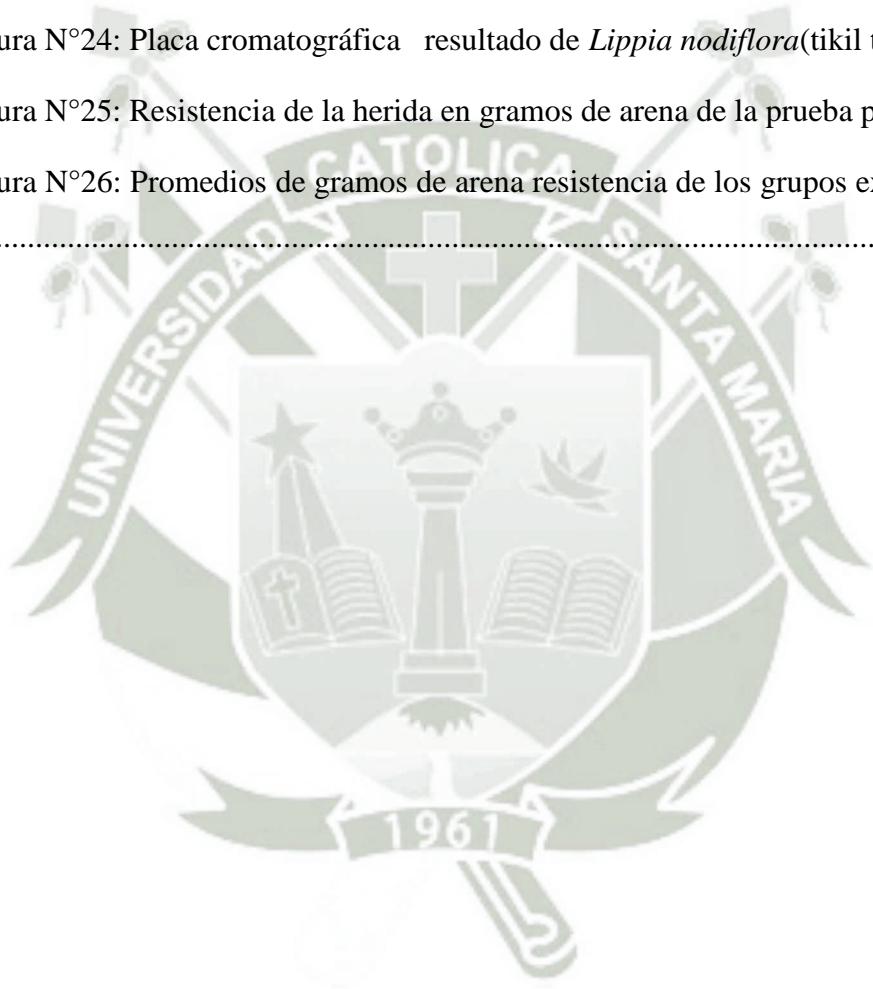 ura N°24: Placa cromatográfica resultado de Lippia nodiflora(tikil t
ura N°25: Resistencia de la herida en gramos de arena de la prueba p
ura N°26: Promedios de gramos de arena resistencia de los grupos ex
....................................................................................................
UNIVERSIDAD CATOLICA SANTA MARIA
1961